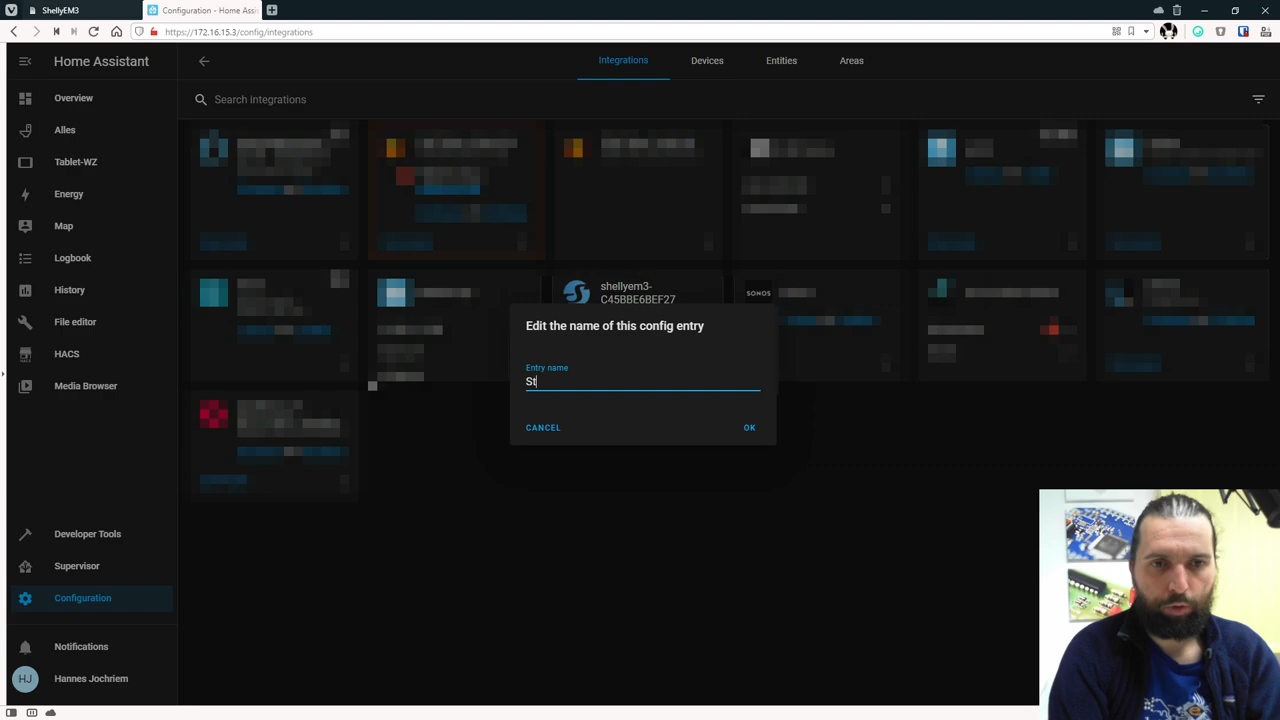 ShellyEM3
Configuration - Home Assi
https://172.16.15.3/config/integrations
Home Assistant
Integrations
Devices
Entities
Areas
Search integrations
Overview
Alles
Tablet-WZ
Energy
Map
Logbook
History
File editor
HACS
Media Browser
Developer Tools
Supervisor
Configuration
Notifications
HJ
Hannes Jochriem
shellyem3-
C45BBE6BEF27
SONOS
Edit the name of this config entry
Entry name
St
CANCEL
OK